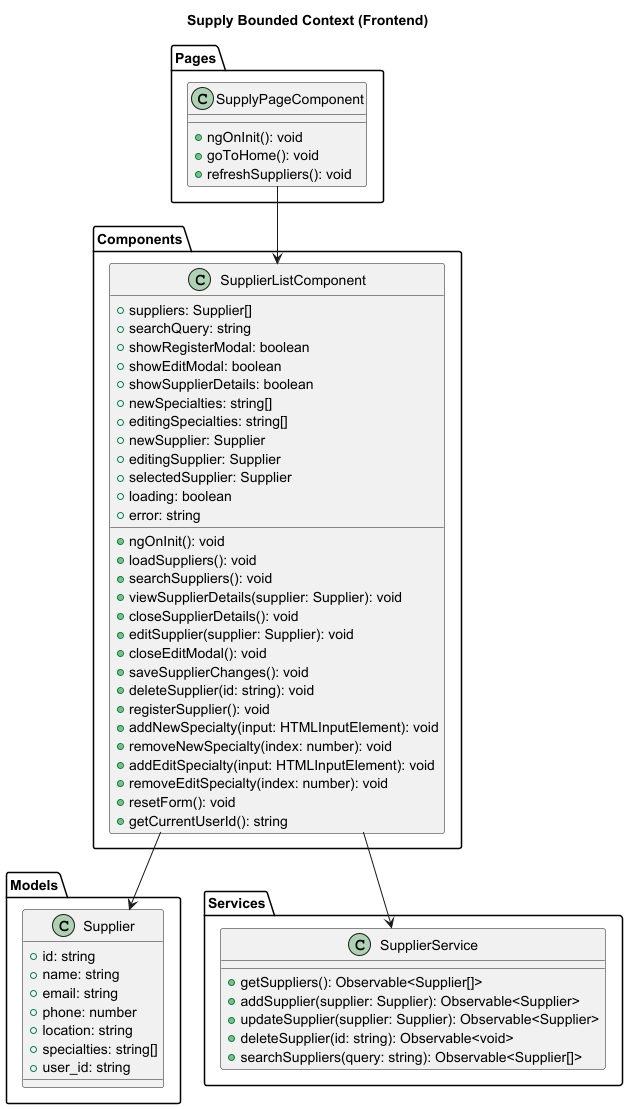 Supply Bounded Context (Frontend)
Pages
C SupplyPageComponent
ngOnInit(): void
goToHome(): void
refreshSuppliers(): void
Components
C SupplierListComponent
suppliers: Supplier[]
searchQuery: string
showRegisterModal: boolean
showEditModal: boolean
showSupplierDetails: boolean
newSpecialties: string[]
editingSpecialties: string[]
newSupplier: Supplier
editingSupplier: Supplier
selectedSupplier: Supplier
loading: boolean
error: string
ngOnInit(): void
loadSuppliers(): void
searchSuppliers(): void
viewSupplierDetails(supplier: Supplier): void
closeSupplierDetails(): void
editSupplier(supplier: Supplier): void
closeEditModal(): void
saveSupplierChanges(): void
deleteSupplier(id: string): void
registerSupplier(): void
addNewSpecialty(input: HTMLInputElement): void
removeNewSpecialty(index: number): void
addEditSpecialty(input: HTMLInputElement): void
removeEditSpecialty(index: number): void
resetForm(): void
getCurrentUserId(): string
Models
C Supplier
id: string
name: string
email: string
phone: number
location: string
specialties: string[]
user_id: string
Services
C SupplierService
getSuppliers(): Observable<Supplier[]>
addSupplier(supplier: Supplier): Observable<Supplier>
updateSupplier(supplier: Supplier): Observable<Supplier>
deleteSupplier(id: string): Observable<void>
searchSuppliers(query: string): Observable<Supplier[]>